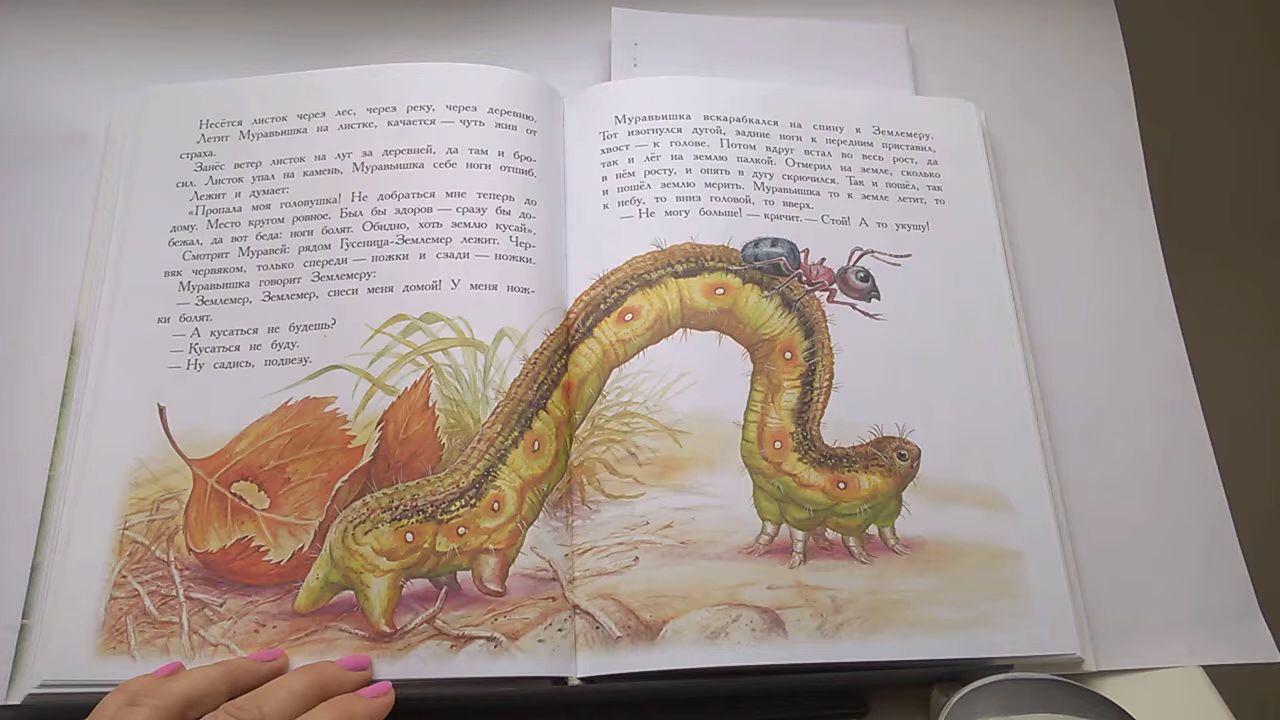 Несётся листок через лес, через реку, через деревню.
Летит Муравьишка на листке, качается — чуть жив от
страха.
Занёс ветер листок на луг за деревней, да там и бро-
сил. Листок упал на камень, Муравьишка себе ноги отшиб.
Лежит и думает:
«Пропала моя головушка! Не добраться мне теперь до
дому. Место кругом ровное. Был бы здоров — сразу бы до-
бежал, да вот беда: ноги болят. Обидно, хоть землю кусай».
Смотрит Муравей: рядом Гусеница-Землемер лежит. Чер-
вяк червяком, только спереди — ножки и сзади — ножки.
Муравьишка говорит Землемеру:
— Землемер, Землемер, снеси меня домой! У меня нож-
ки болят.
— А кусаться не будешь?
— Кусаться не буду.
— Ну садись, подвезу.
Муравьишка вскарабкался на спину к Землемеру.
Тот изогнулся дугой, задние ноги к передним приставил,
хвост — к голове. Потом вдруг встал во весь рост, да
так и лёг на землю палкой. Отмерил на земле, сколько
в нём росту, и опять в дугу скрючился. Так и пошёл, так
и пошёл землю мерить. Муравьишка то к земле летит, то
к небу, то вниз головой, то вверх.
— Не могу больше! — кричит. — Стой! А то укушу!